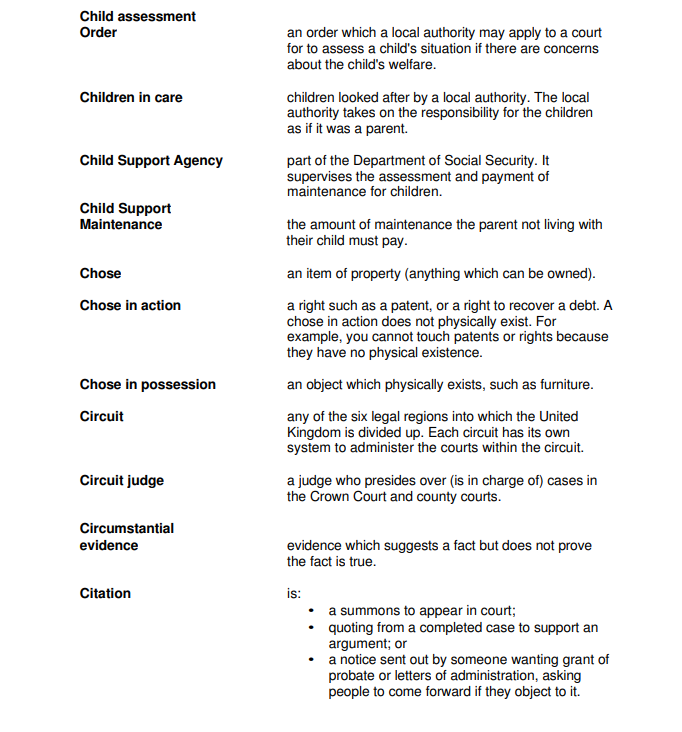 Child assessment
Order an order which a local authority may apply to a court
for to assess a child's situation if there are concerns
about the child's welfare.
Children in care children looked after by a local authority. The local
authority takes on the responsibility for the children
as if it was a parent.
Child Support Agency part of the Department of Social Security. It
supervises the assessment and payment of
maintenance for children.
Child Support
Maintenance the amount of maintenance the parent not living with
their child must pay.
Chose an item of property (anything which can be owned).
Chose in action a right such as a patent, or a right to recover a debt. A
chose in action does not physically exist. For
example, you cannot touch patents or rights because
they have no physical existence.
Chose in possession an object which physically exists, such as furniture.
Circuit any of the six legal regions into which the United
Kingdom is divided up. Each circuit has its own
system to administer the courts within the circuit.
Circuit judge a judge who presides over (is in charge of) cases in
the Crown Court and county courts.
Circumstantial
evidence evidence which suggests a fact but does not prove
the fact is true.
Citation is:
• a summons to appear in court;
• quoting from a completed case to support an
argument; or
• a notice sent out by someone wanting grant of
probate or letters of administration, asking
people to come forward if they object to it.